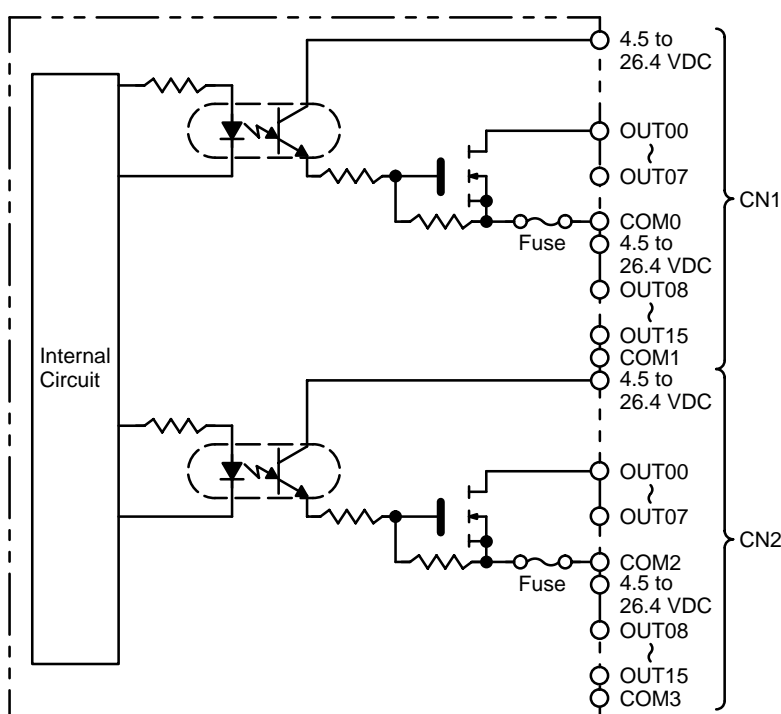 4.5 to
26.4 VDC
OUT00
~
OUT07
COM0
Fuse
4.5 to
26.4 VDC
OUT08
~
OUT15
COM1
CN1
Internal
Circuit
4.5 to
26.4 VDC
OUT00
~
OUT07
COM2
Fuse
4.5 to
26.4 VDC
OUT08
~
OUT15
COM3
CN2